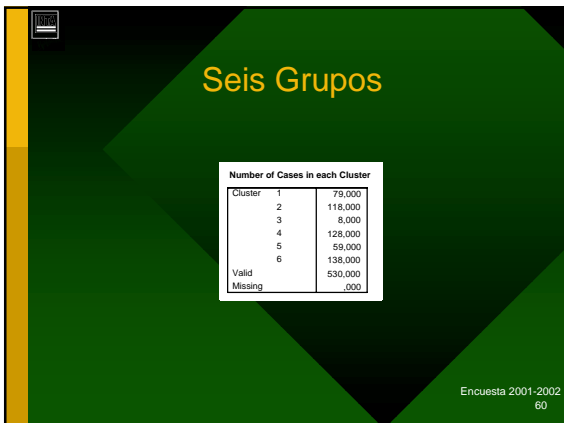 Seis Grupos
Number of Cases in each Cluster
Cluster 1 79,000
2 118,000
3 8,000
4 128,000
5 59,000
6 138,000
Valid 530,000
Missing ,000
Encuesta 2001-2002
60